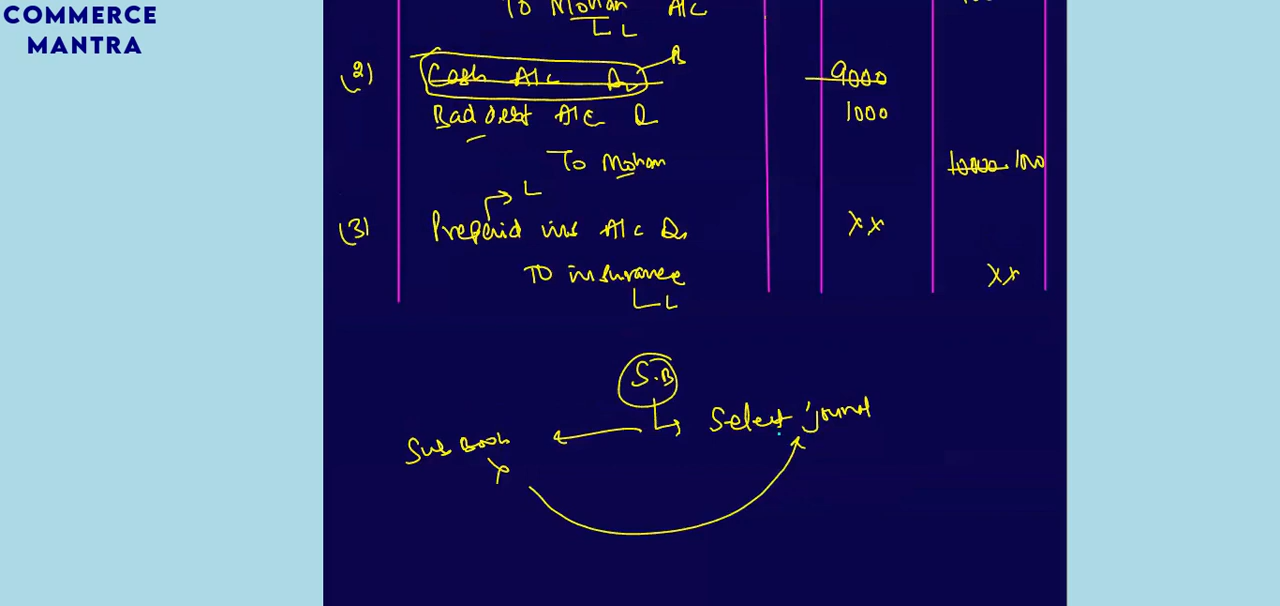 COMMERCE
MANTRA
To Mohan A/c
L L
(2) Cash A/c Dr 9000
B
Bad debt A/c D 1000
To Mohan 10000 1000
L
(3) Prepaid ins A/c Dr xx
To insurance xx
L L
S.B
Select journal
Sub Book
x